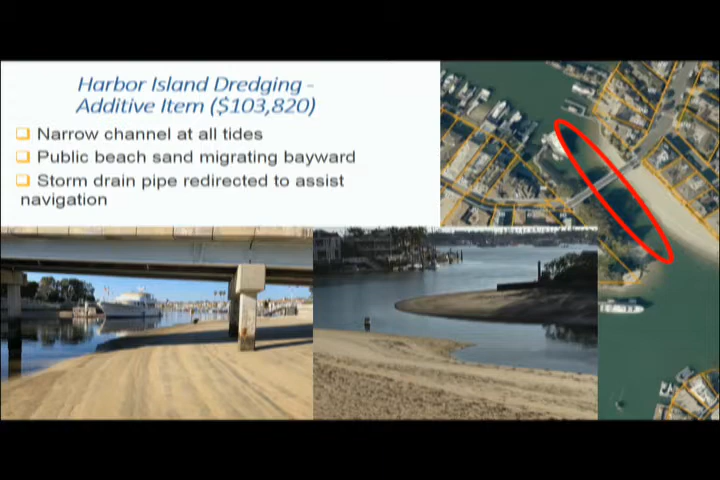 Harbor Island Dredging -
Additive Item ($103,820)
Narrow channel at all tides
Public beach sand migrating bayward
Storm drain pipe redirected to assist
navigation